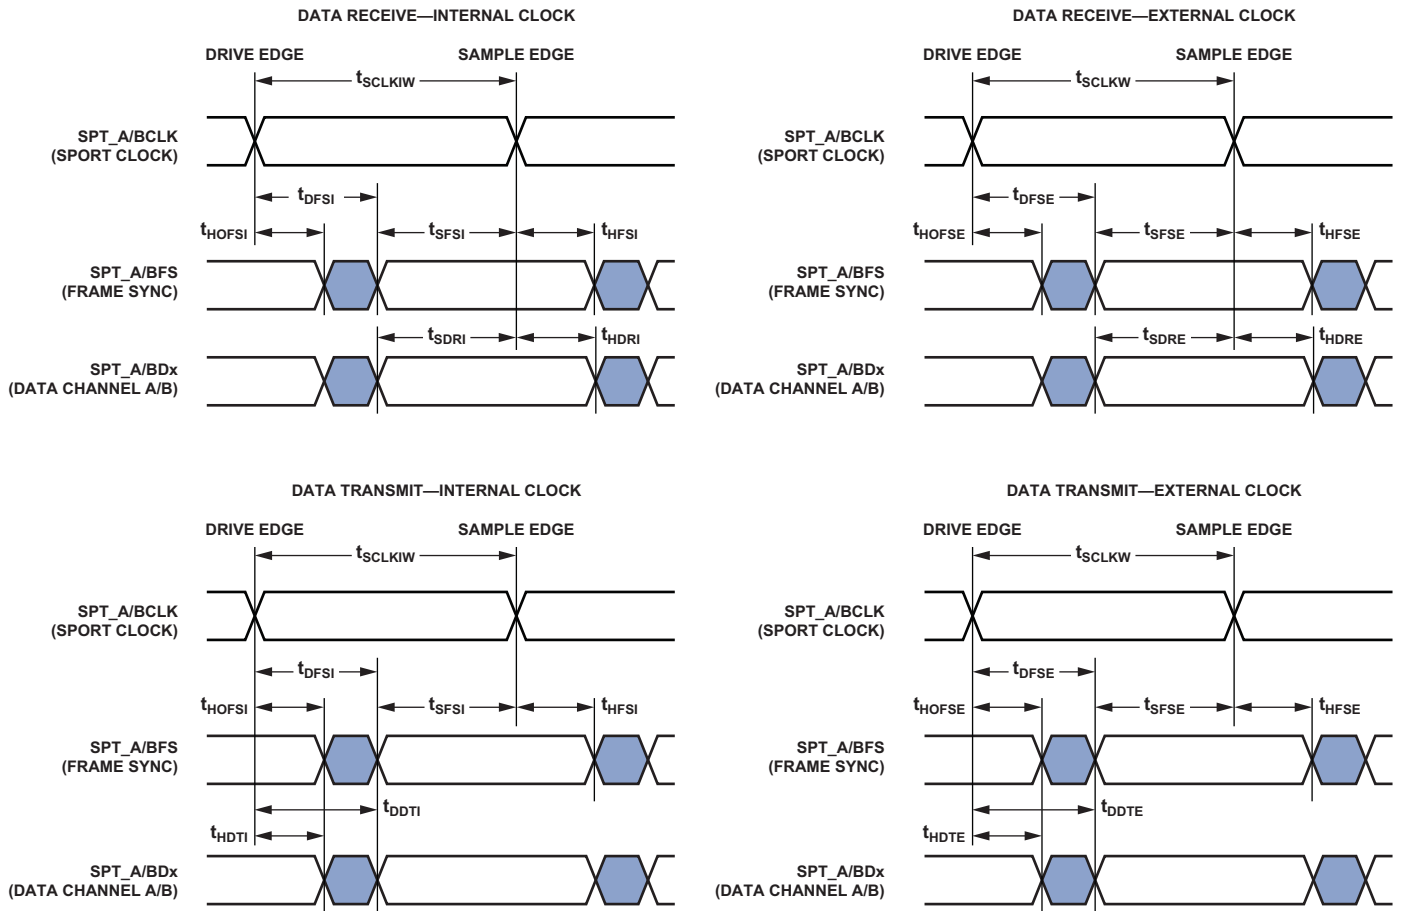 DATA RECEIVE—INTERNAL CLOCK
DRIVE EDGE
SAMPLE EDGE
tSCLKIW
SPT_A/BCLK
(SPORT CLOCK)
tDFSI
tHOFSI
tSFSI
tHFSI
SPT_A/BFS
(FRAME SYNC)
tSDRI
tHDRI
SPT_A/BDx
(DATA CHANNEL A/B)
DATA RECEIVE—EXTERNAL CLOCK
DRIVE EDGE
SAMPLE EDGE
tSCLKW
SPT_A/BCLK
(SPORT CLOCK)
tDFSE
tHOFSE
tSFSE
tHFSE
SPT_A/BFS
(FRAME SYNC)
tSDRE
tHDRE
SPT_A/BDx
(DATA CHANNEL A/B)
DATA TRANSMIT—INTERNAL CLOCK
DRIVE EDGE
SAMPLE EDGE
tSCLKIW
SPT_A/BCLK
(SPORT CLOCK)
tDFSI
tHOFSI
tSFSI
tHFSI
SPT_A/BFS
(FRAME SYNC)
tDDTI
tHDTI
SPT_A/BDx
(DATA CHANNEL A/B)
DATA TRANSMIT—EXTERNAL CLOCK
DRIVE EDGE
SAMPLE EDGE
tSCLKW
SPT_A/BCLK
(SPORT CLOCK)
tDFSE
tHOFSE
tSFSE
tHFSE
SPT_A/BFS
(FRAME SYNC)
tDDTE
tHDTE
SPT_A/BDx
(DATA CHANNEL A/B)